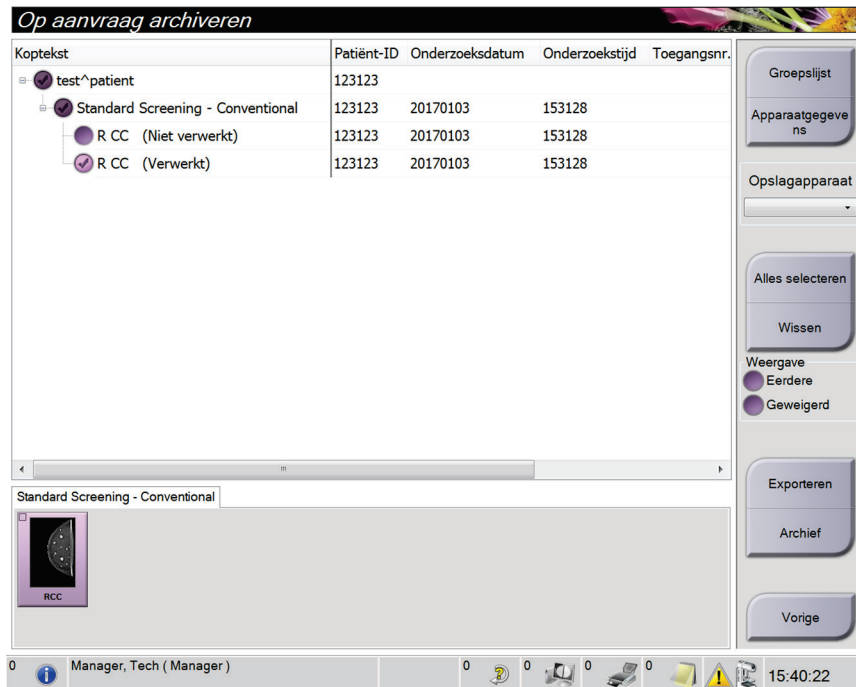 Op aanvraag archiveren
Koptekst Patiënt-ID Onderzoeksdatum Onderzoekstijd Toegangsnr.
test^patient 123123
Standard Screening - Conventional 123123 20170103 153128
R CC (Niet verwerkt) 123123 20170103 153128
R CC (Verwerkt) 123123 20170103 153128
Groepslijst
Apparaatgegeve
ns
Opslagapparaat
Alles selecteren
Wissen
Weergave
Eerdere
Geweigerd
Exporteren
Archief
Vorige
Standard Screening - Conventional
RCC
0 Manager, Tech ( Manager ) 0 0 0 0 15:40:22